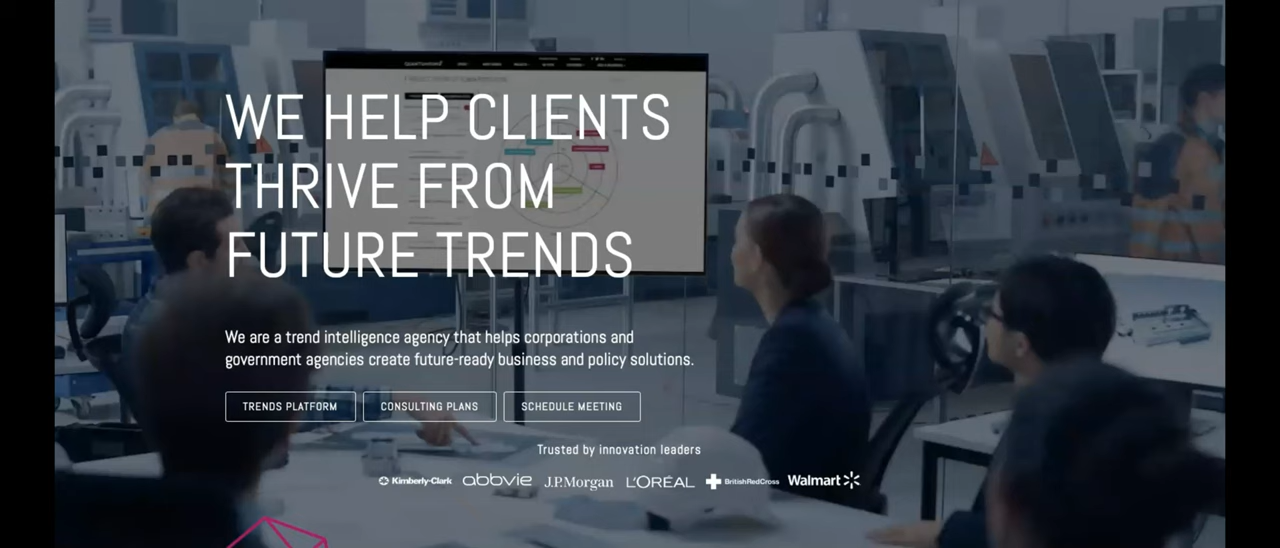 WE HELP CLIENTS
THRIVE FROM
FUTURE TRENDS
We are a trend intelligence agency that helps corporations and
government agencies create future-ready business and policy solutions.
TRENDS PLATFORM
CONSULTING PLANS
SCHEDULE MEETING
Trusted by innovation leaders
Kimberly-Clark
abbvie
J.P.Morgan
L'ORÉAL
BritishRedCross
Walmart